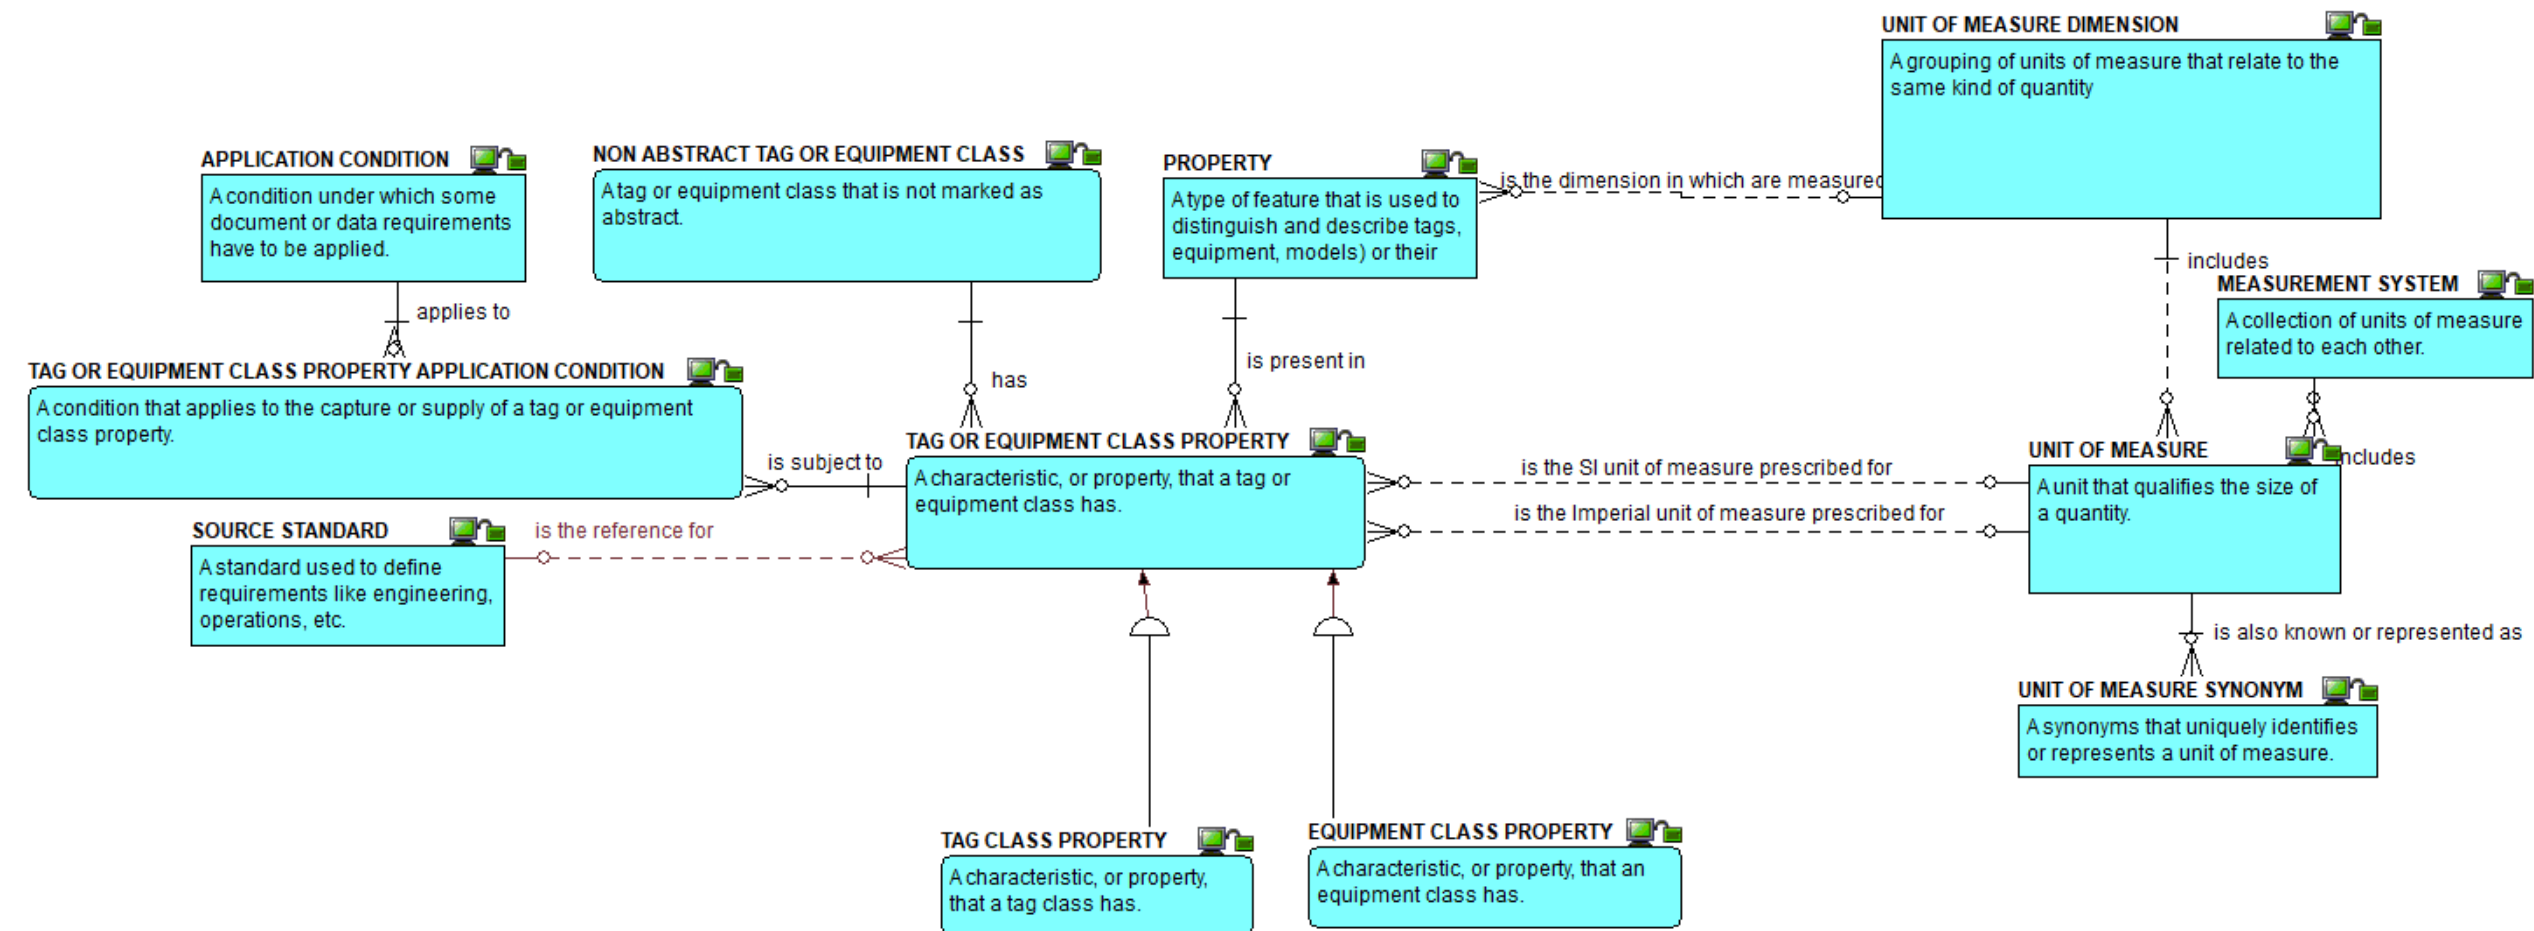 UNIT OF MEASURE DIMENSION
A grouping of units of measure that relate to the
same kind of quantity
APPLICATION CONDITION
A condition under which some
document or data requirements
have to be applied.
NON ABSTRACT TAG OR EQUIPMENT CLASS
A tag or equipment class that is not marked as
abstract.
PROPERTY
A type of feature that is used to
distinguish and describe tags,
equipment, models) or their
is the dimension in which are measured
includes
MEASUREMENT SYSTEM
A collection of units of measure
related to each other.
applies to
has
is present in
TAG OR EQUIPMENT CLASS PROPERTY APPLICATION CONDITION
A condition that applies to the capture or supply of a tag or equipment
class property.
is subject to
TAG OR EQUIPMENT CLASS PROPERTY
A characteristic, or property, that a tag or
equipment class has.
is the SI unit of measure prescribed for
is the Imperial unit of measure prescribed for
UNIT OF MEASURE
A unit that qualifies the size of
a quantity.
includes
SOURCE STANDARD
A standard used to define
requirements like engineering,
operations, etc.
is the reference for
is also known or represented as
UNIT OF MEASURE SYNONYM
A synonyms that uniquely identifies
or represents a unit of measure.
TAG CLASS PROPERTY
A characteristic, or property,
that a tag class has.
EQUIPMENT CLASS PROPERTY
A characteristic, or property, that an
equipment class has.